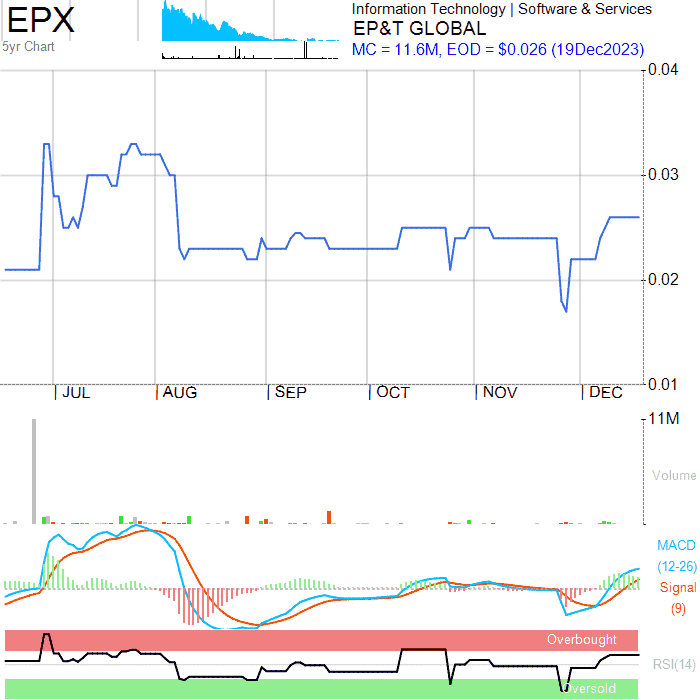 EPX
5yr Chart
Information Technology | Software & Services
EP&T GLOBAL
MC = 11.6M, EOD = $0.026 (19Dec2023)
0.04
0.03
0.02
0.01
JUL
AUG
SEP
OCT
NOV
DEC
11M
Volume
MACD
(12-26)
Signal
(9)
Overbought
RSI(14)
Oversold